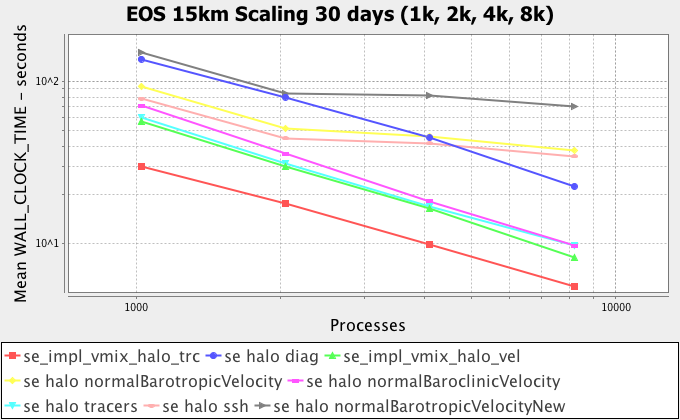 EOS 15km Scaling 30 days (1k, 2k, 4k, 8k)
Mean WALL_CLOCK_TIME - seconds
10^2
10^1
1000 10000
Processes
se_impl_vmix_halo_trc se halo diag se_impl_vmix_halo_vel
se halo normalBarotropicVelocity se halo normalBaroclinicVelocity
se halo tracers se halo ssh se halo normalBarotropicVelocityNew